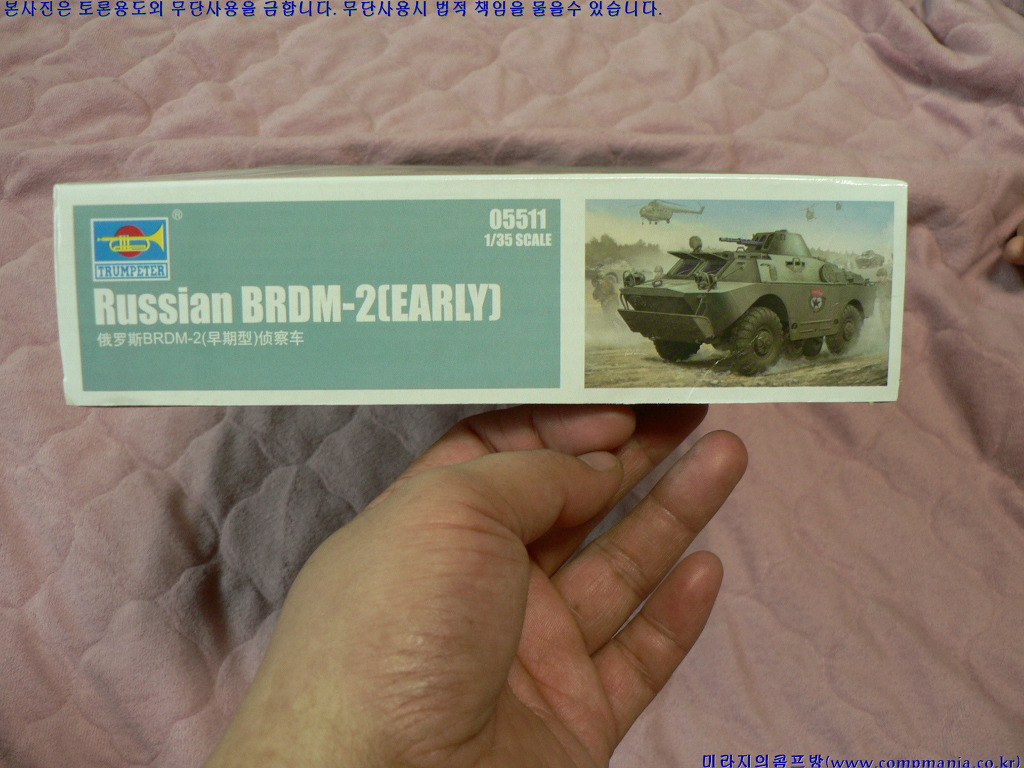 본사진은 토론용도외 무단사용을 금합니다. 무단사용시 법적 책임을 물을수 있습니다.
®
TRUMPETER
05511
1/35 SCALE
Russian BRDM-2(EARLY)
俄罗斯BRDM-2(早期型)侦察车
미라지의콤프방(www.compmania.co.kr)